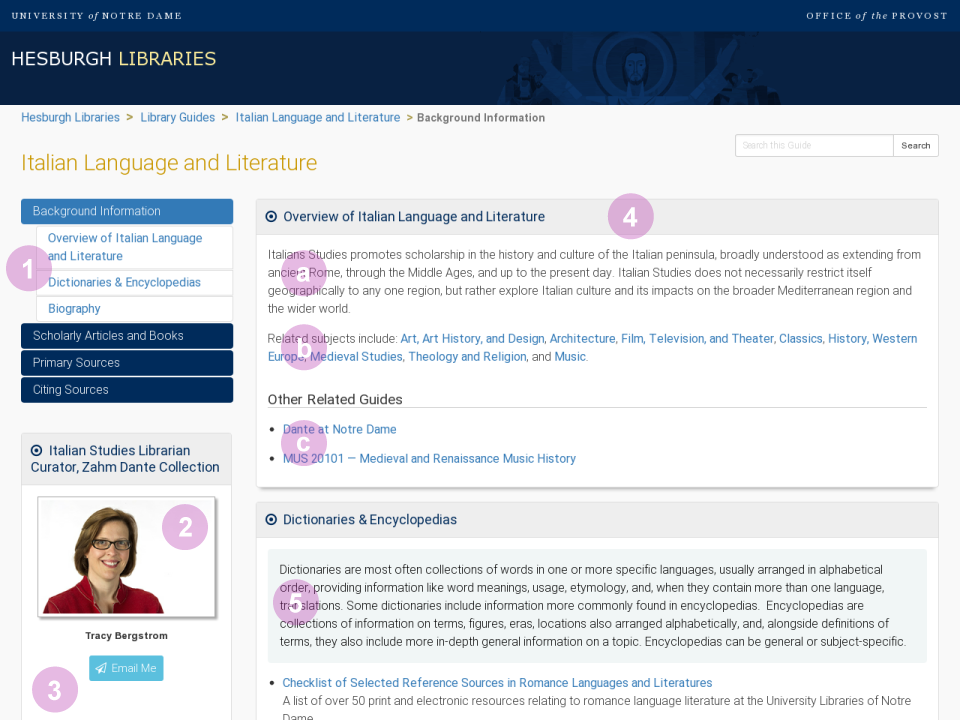 UNIVERSITY of NOTRE DAME
OFFICE of the PROVOST
HESBURGH LIBRARIES
Hesburgh Libraries > Library Guides > Italian Language and Literature > Background Information
Search this Guide
Search
Italian Language and Literature
Background Information
Overview of Italian Language
and Literature
Dictionaries & Encyclopedias
Biography
Scholarly Articles and Books
Primary Sources
Citing Sources
1
Italian Studies Librarian
Curator, Zahm Dante Collection
2
Tracy Bergstrom
Email Me
3
Overview of Italian Language and Literature
4
Italians Studies promotes scholarship in the history and culture of the Italian peninsula, broadly understood as extending from
ancient Rome, through the Middle Ages, and up to the present day. Italian Studies does not necessarily restrict itself
geographically to any one region, but rather explore Italian culture and its impacts on the broader Mediterranean region and
the wider world.
a
Related subjects include: Art, Art History, and Design, Architecture, Film, Television, and Theater, Classics, History, Western
Europe, Medieval Studies, Theology and Religion, and Music.
b
Other Related Guides
Dante at Notre Dame
c
MUS 20101 — Medieval and Renaissance Music History
Dictionaries & Encyclopedias
Dictionaries are most often collections of words in one or more specific languages, usually arranged in alphabetical
order, providing information like word meanings, usage, etymology, and, when they contain more than one language,
translations. Some dictionaries include information more commonly found in encyclopedias. Encyclopedias are
collections of information on terms, figures, eras, locations also arranged alphabetically, and, alongside definitions of
terms, they also include more in-depth general information on a topic. Encyclopedias can be general or subject-specific.
5
Checklist of Selected Reference Sources in Romance Languages and Literatures
A list of over 50 print and electronic resources relating to romance language literature at the University Libraries of Notre
Dame